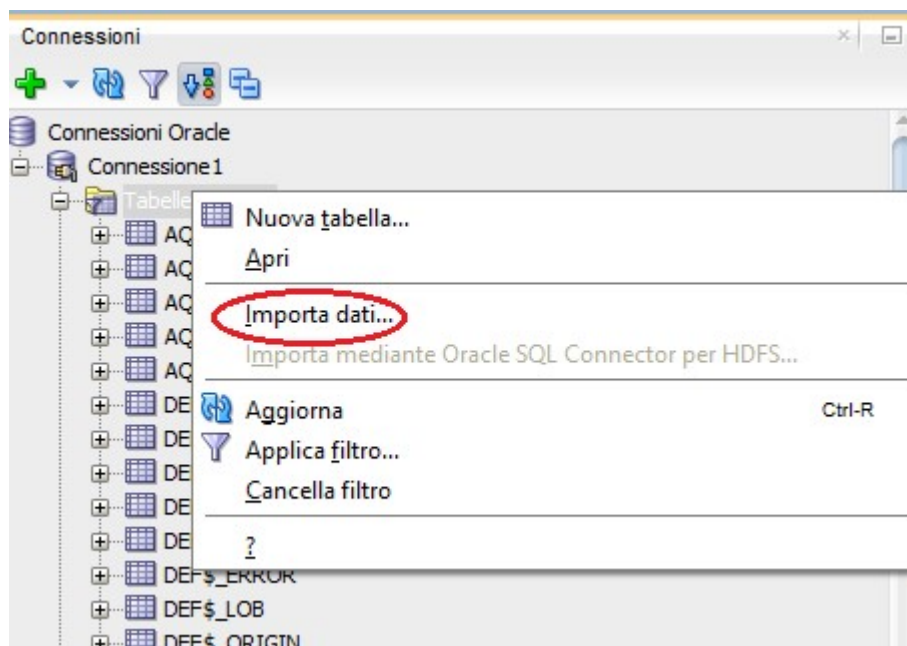 Connessioni
Connessioni Oracle
Connessione1
Tabelle
Nuova tabella...
Apri
Importa dati...
Importa mediante Oracle SQL Connector per HDFS...
Aggiorna Ctrl-R
Applica filtro...
Cancella filtro
?
AQ
AQ
AQ
AQ
AQ
DE
DE
DE
DE
DE
DEF$_ERROR
DEF$_LOB
DEF$_ORIGIN